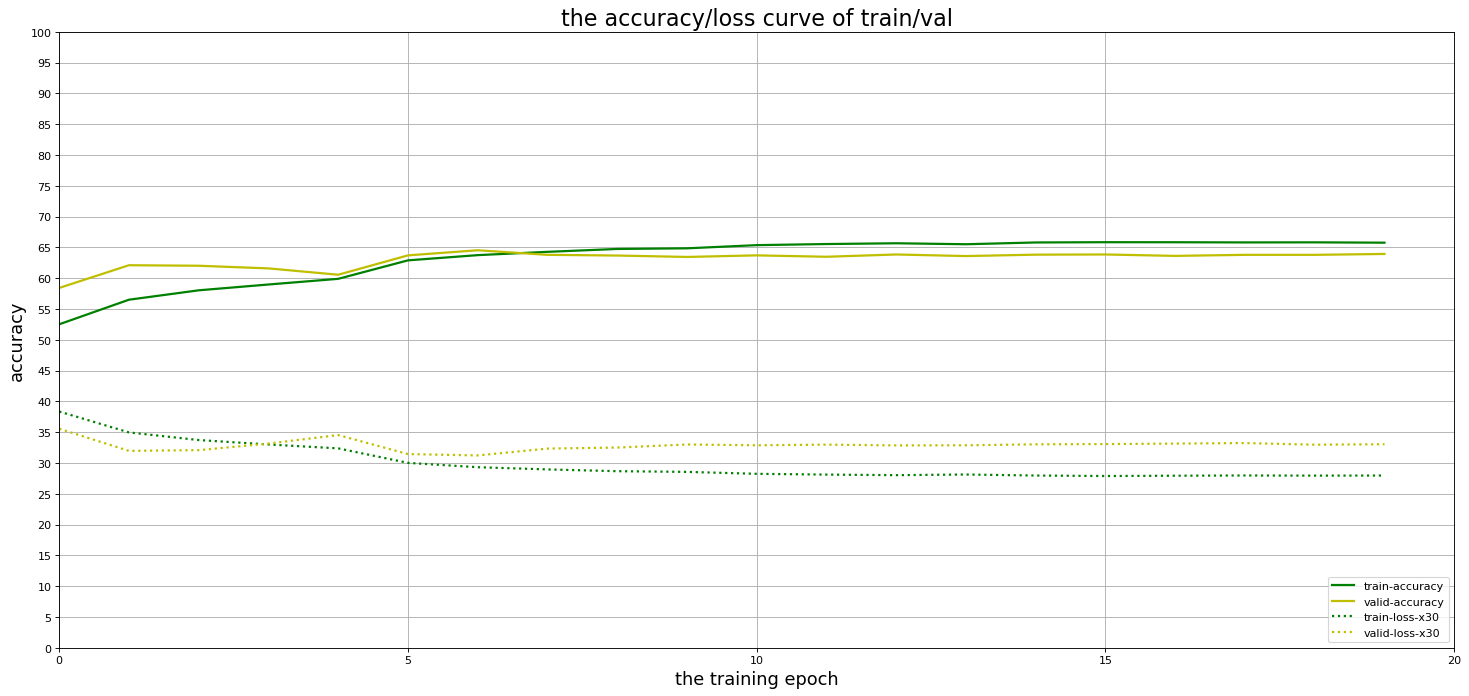 the accuracy/loss curve of train/val
100
95
90
85
80
75
70
65
60
55
50
45
40
35
30
25
20
15
10
5
0
accuracy
train-accuracy
valid-accuracy
train-loss-x30
valid-loss-x30
0 5 10 15 20
the training epoch